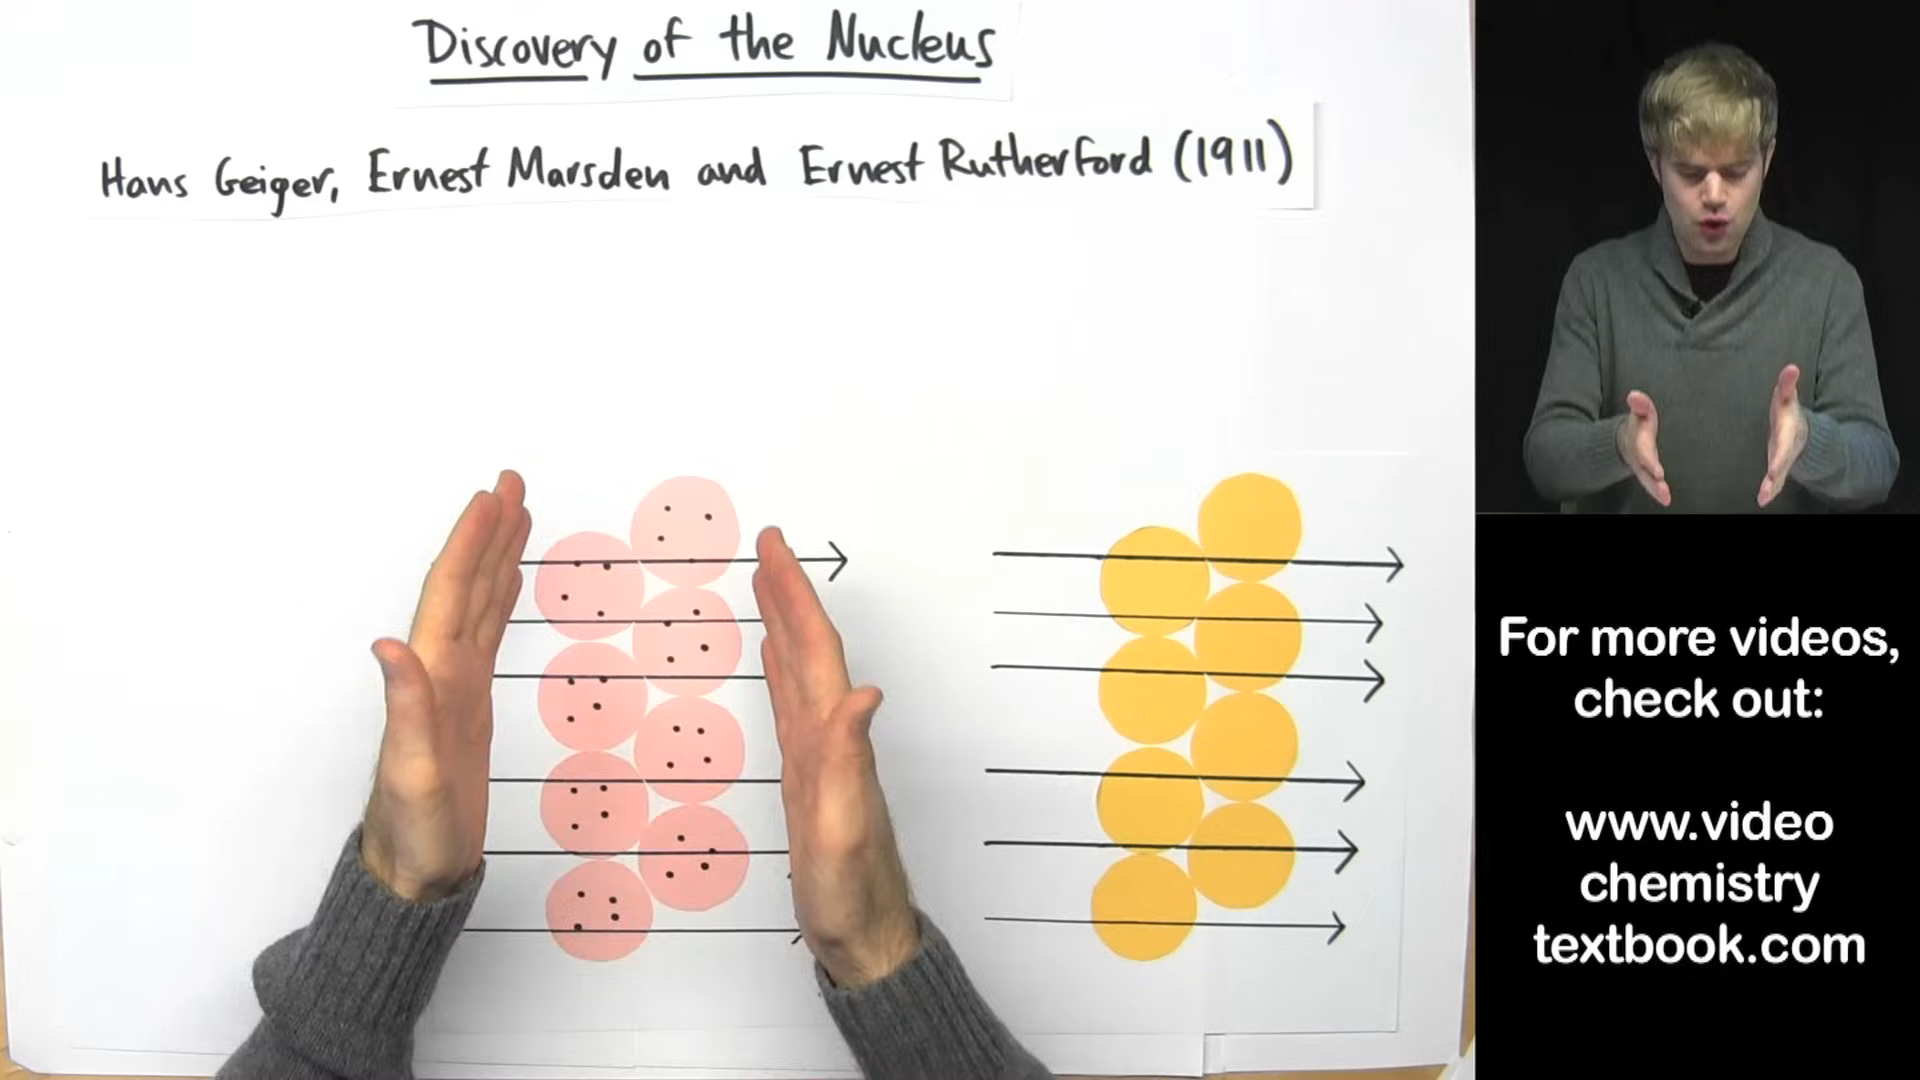 Discovery of the Nucleus
Hans Geiger, Ernest Marsden and Ernest Rutherford (1911)
For more videos,
check out:
www.video
chemistry
textbook.com